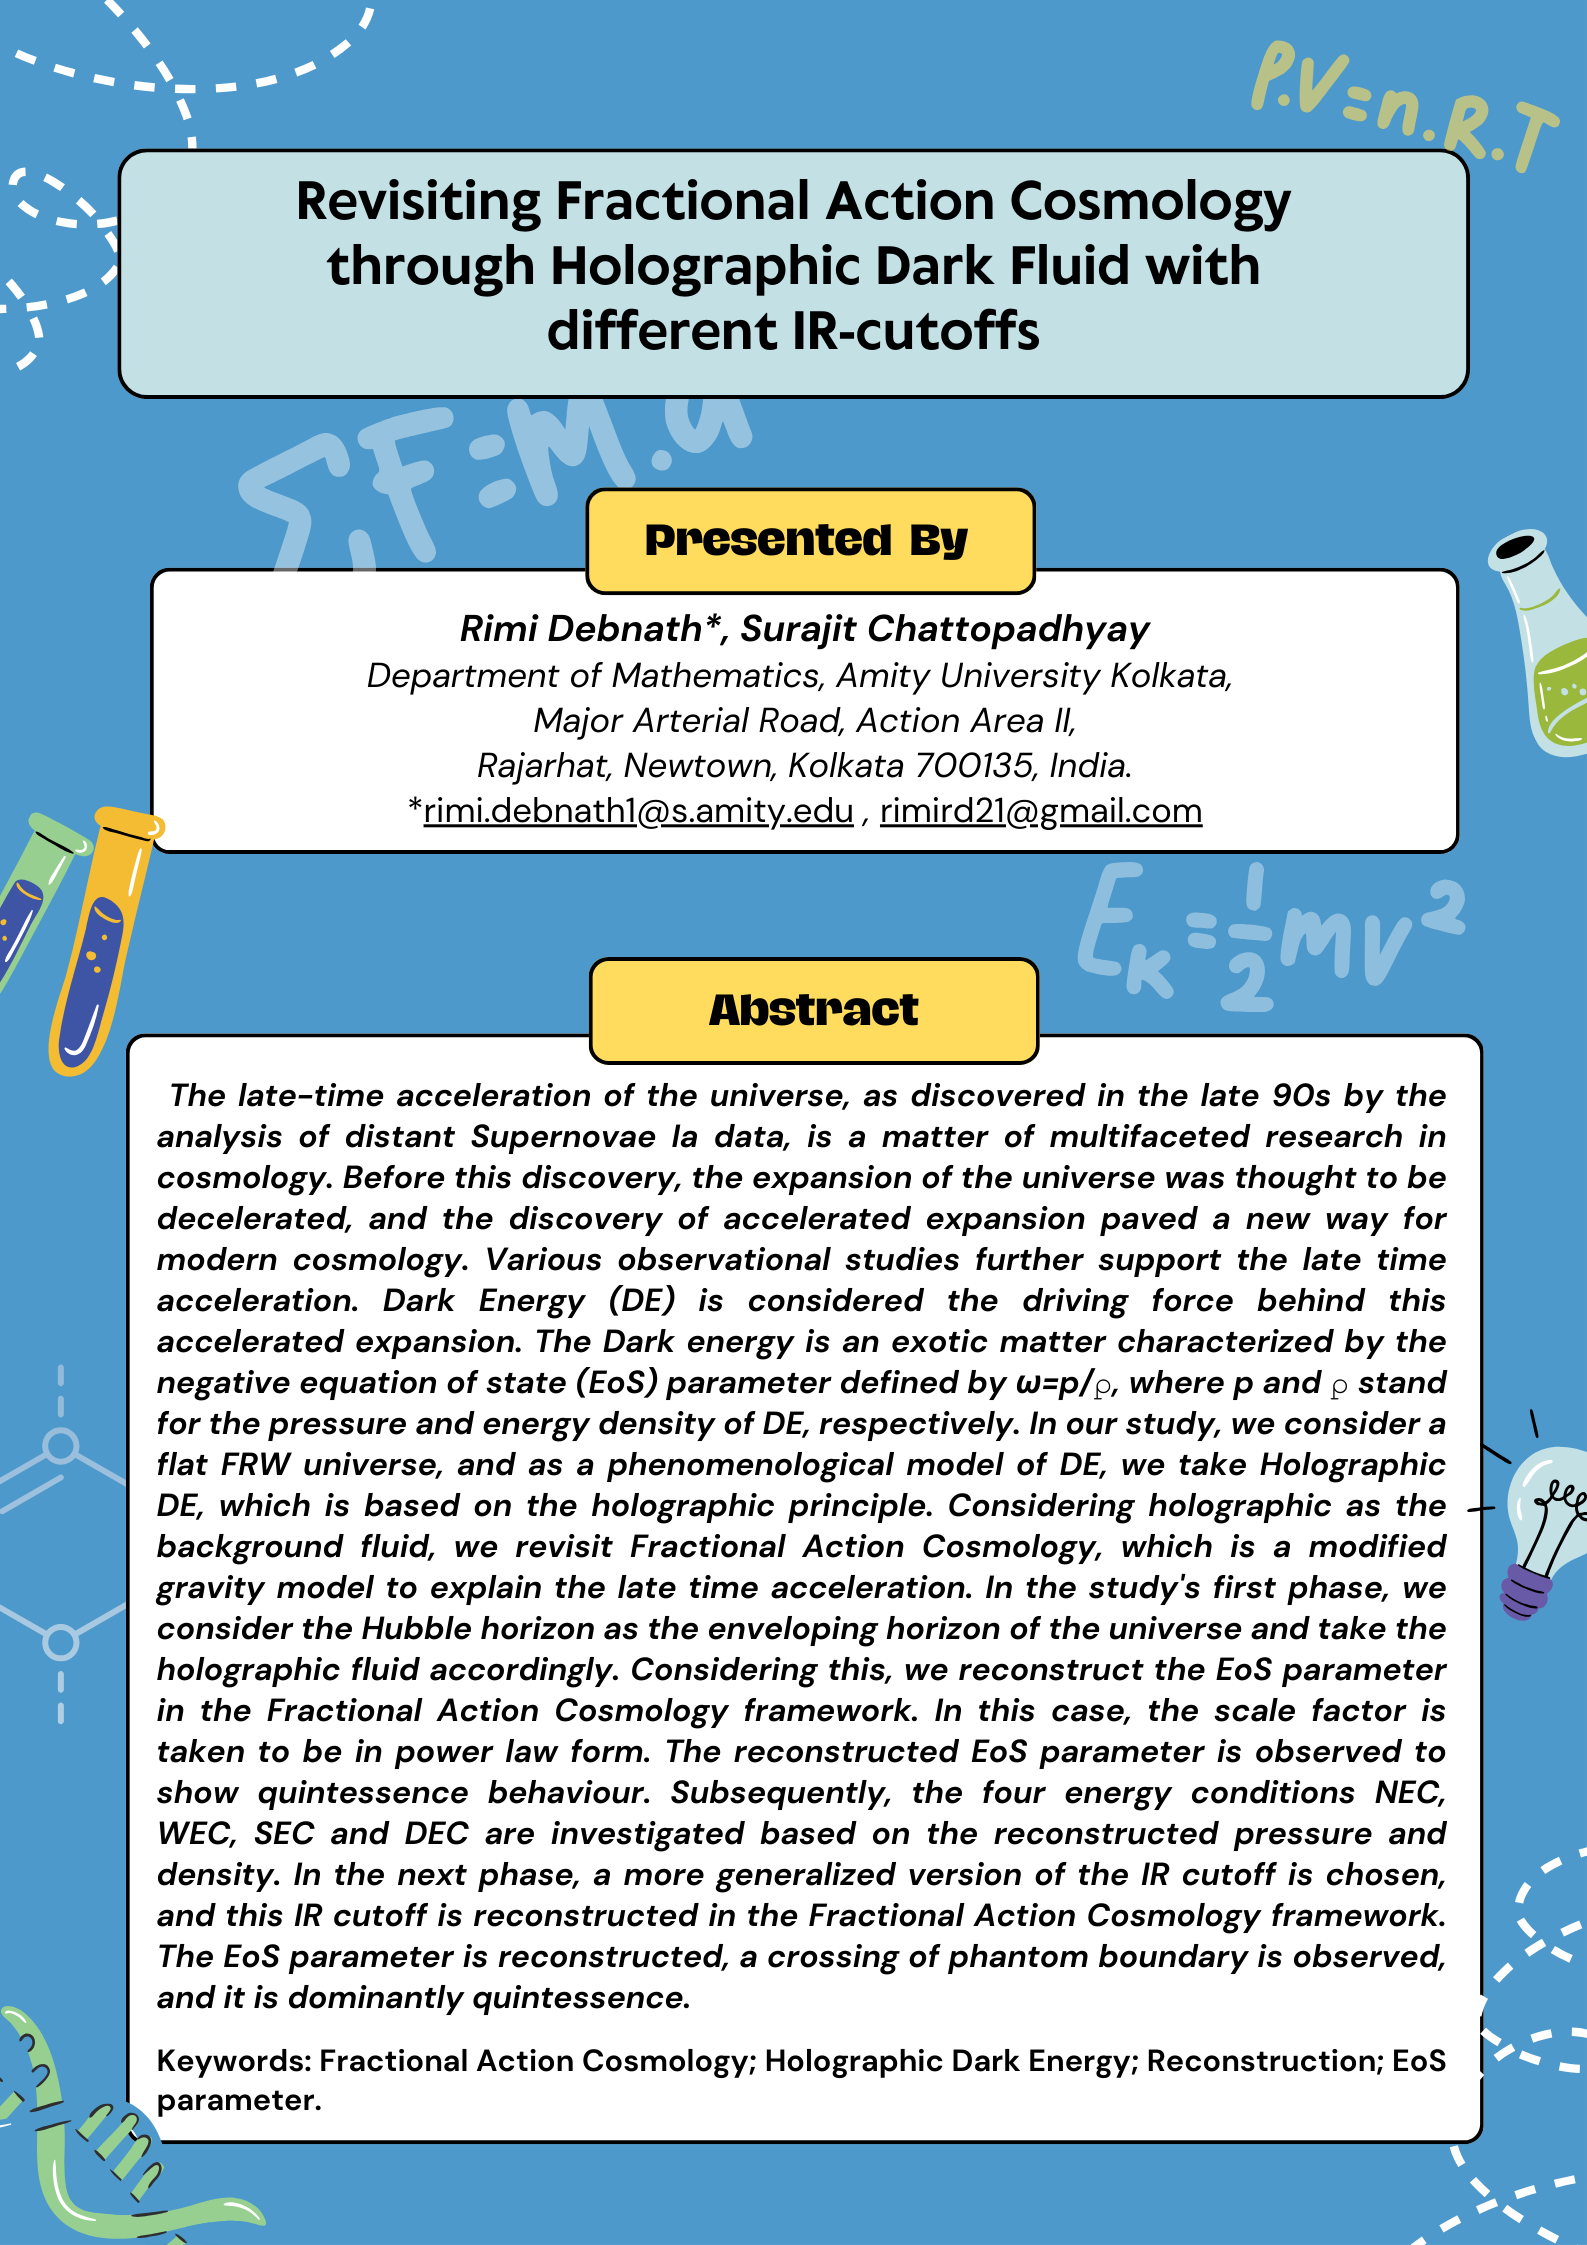 P.V=n.R.T
Revisiting Fractional Action Cosmology
through Holographic Dark Fluid with
different IR-cutoffs
F=M.a
Presented By
Rimi Debnath*, Surajit Chattopadhyay
Department of Mathematics, Amity University Kolkata,
Major Arterial Road, Action Area II,
Rajarhat, Newtown, Kolkata 700135, India.
*rimi.debnath1@s.amity.edu , rimird21@gmail.com
Eₖ=½mv²
Abstract
The late-time acceleration of the universe, as discovered in the late 90s by the
analysis of distant Supernovae Ia data, is a matter of multifaceted research in
cosmology. Before this discovery, the expansion of the universe was thought to be
decelerated, and the discovery of accelerated expansion paved a new way for
modern cosmology. Various observational studies further support the late time
acceleration. Dark Energy (DE) is considered the driving force behind this
accelerated expansion. The Dark energy is an exotic matter characterized by the
negative equation of state (EoS) parameter defined by ω=p/ρ, where p and ρ stand
for the pressure and energy density of DE, respectively. In our study, we consider a
flat FRW universe, and as a phenomenological model of DE, we take Holographic
DE, which is based on the holographic principle. Considering holographic as the
background fluid, we revisit Fractional Action Cosmology, which is a modified
gravity model to explain the late time acceleration. In the study's first phase, we
consider the Hubble horizon as the enveloping horizon of the universe and take the
holographic fluid accordingly. Considering this, we reconstruct the EoS parameter
in the Fractional Action Cosmology framework. In this case, the scale factor is
taken to be in power law form. The reconstructed EoS parameter is observed to
show quintessence behaviour. Subsequently, the four energy conditions NEC,
WEC, SEC and DEC are investigated based on the reconstructed pressure and
density. In the next phase, a more generalized version of the IR cutoff is chosen,
and this IR cutoff is reconstructed in the Fractional Action Cosmology framework.
The EoS parameter is reconstructed, a crossing of phantom boundary is observed,
and it is dominantly quintessence.
Keywords: Fractional Action Cosmology; Holographic Dark Energy; Reconstruction; EoS
parameter.